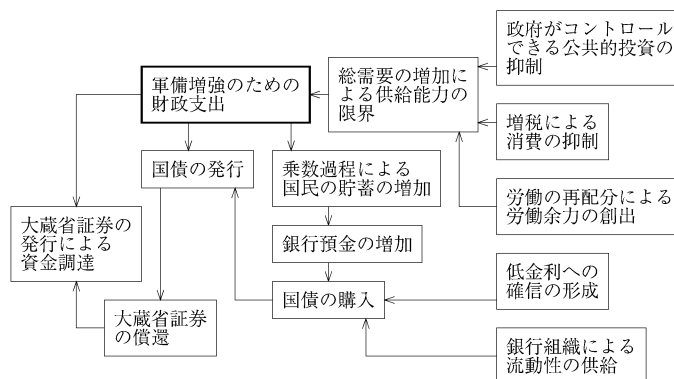 政府がコントロール
できる公共的投資の
抑制
総需要の増加に
よる供給能力の
限界
軍備増強のための
財政支出
増税による
消費の抑制
国債の発行
乗数過程による
国民の貯蓄の増加
労働の再配分による
労働余力の創出
大蔵省証券の
発行による
資金調達
銀行預金の増加
低金利への
確信の形成
国債の購入
大蔵省証券
の償還
銀行組織による
流動性の供給